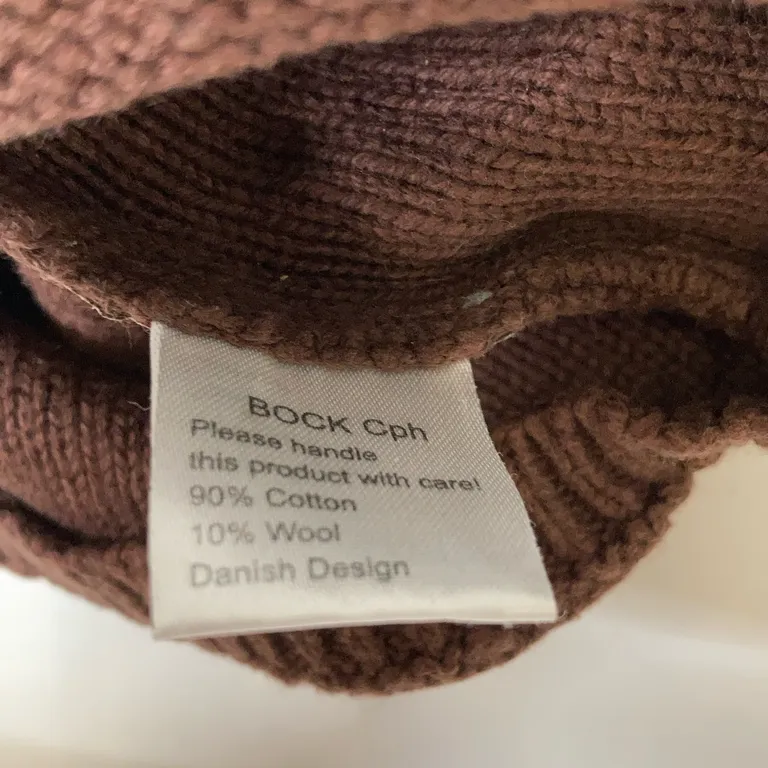 BOCK Cph
Please handle
this product with care!
90% Cotton
10% Wool
Danish Design